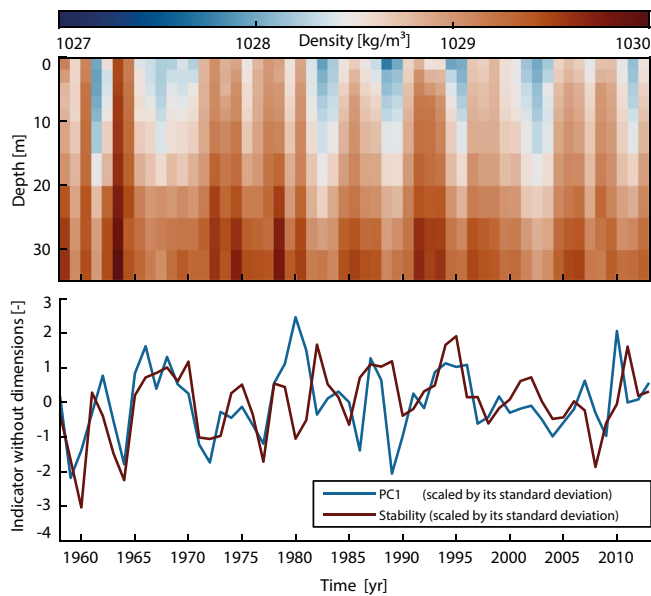 1027 1028 Density [kg/m³] 1029 1030
0
10
20
30
Depth [m]
3
2
1
0
-1
-2
-3
-4
Indicator without dimensions [-]
PC1 (scaled by its standard deviation)
Stability (scaled by its standard deviation)
1960 1965 1970 1975 1980 1985 1990 1995 2000 2005 2010
Time [yr]